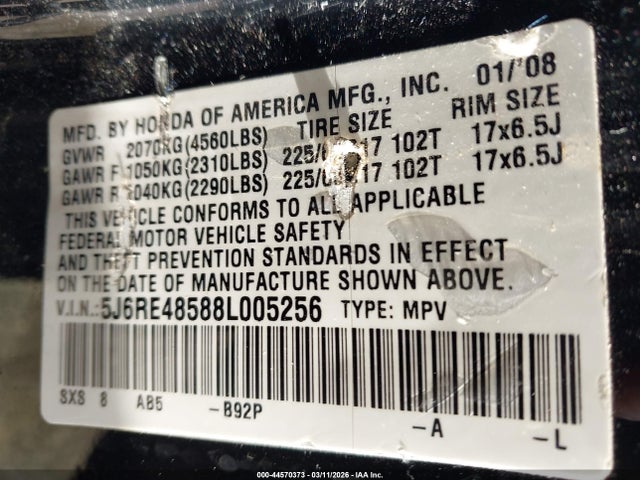 MFD. BY HONDA OF AMERICA MFG., INC. 01/'08
GVWR 2070KG(4560LBS) TIRE SIZE RIM SIZE
GAWR F 1050KG(2310LBS) 102T 17x6.5J
GAWR R 1040KG(2290LBS) 102T 17x6.5J
THIS VEHICLE CONFORMS TO ALL APPLICABLE
FEDERAL MOTOR VEHICLE SAFETY
AND THEFT PREVENTION STANDARDS IN EFFECT
ON THE DATE OF MANUFACTURE SHOWN ABOVE.
V.I.N.:5J6RE48588L005256 TYPE: MPV
SXS 8 AB5 -B92P -A -L
000-44570373 - 03/11/2026 - IAA Inc.